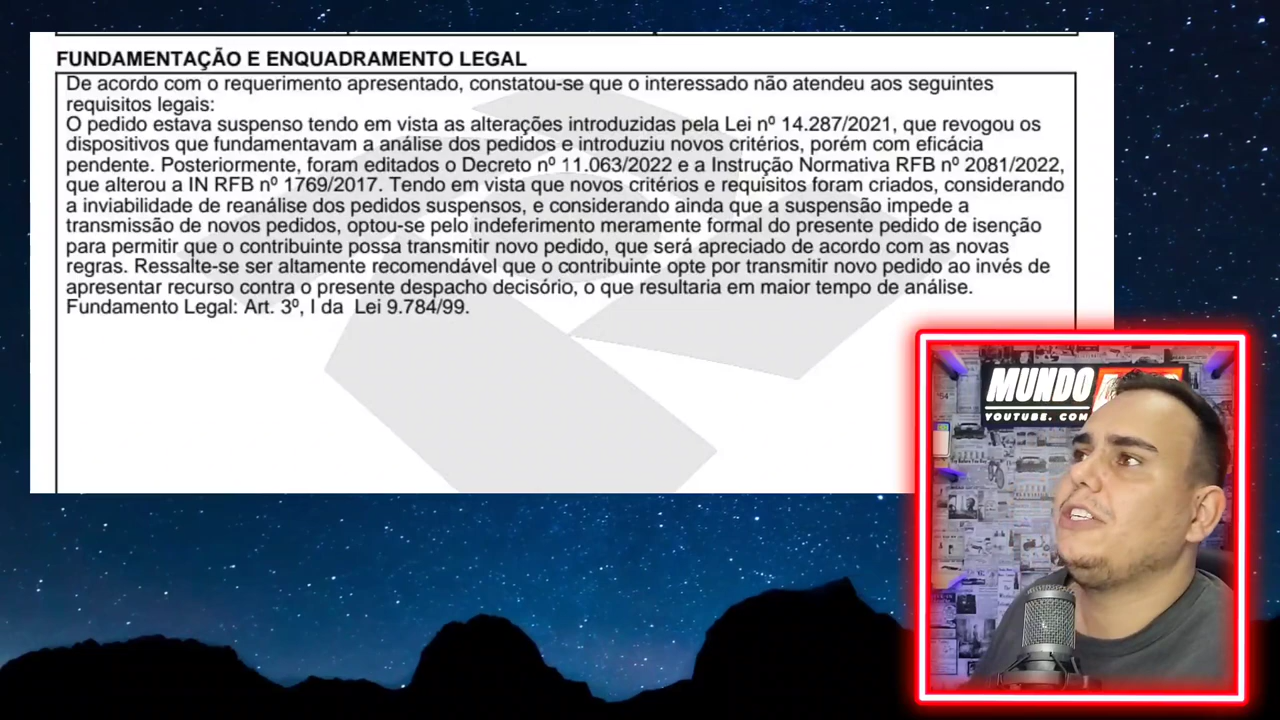 FUNDAMENTAÇÃO E ENQUADRAMENTO LEGAL
De acordo com o requerimento apresentado, constatou-se que o interessado não atendeu aos seguintes
requisitos legais:
O pedido estava suspenso tendo em vista as alterações introduzidas pela Lei nº 14.287/2021, que revogou os
dispositivos que fundamentavam a análise dos pedidos e introduziu novos critérios, porém com eficácia
pendente. Posteriormente, foram editados o Decreto nº 11.063/2022 e a Instrução Normativa RFB nº 2081/2022,
que alterou a IN RFB nº 1769/2017. Tendo em vista que novos critérios e requisitos foram criados, considerando
a inviabilidade de reanálise dos pedidos suspensos, e considerando ainda que a suspensão impede a
transmissão de novos pedidos, optou-se pelo indeferimento meramente formal do presente pedido de isenção
para permitir que o contribuinte possa transmitir novo pedido, que será apreciado de acordo com as novas
regras. Ressalte-se ser altamente recomendável que o contribuinte opte por transmitir novo pedido ao invés de
apresentar recurso contra o presente despacho decisório, o que resultaria em maior tempo de análise.
Fundamento Legal: Art. 3º, I da Lei 9.784/99.
MUNDO
YOUTUBE. COM